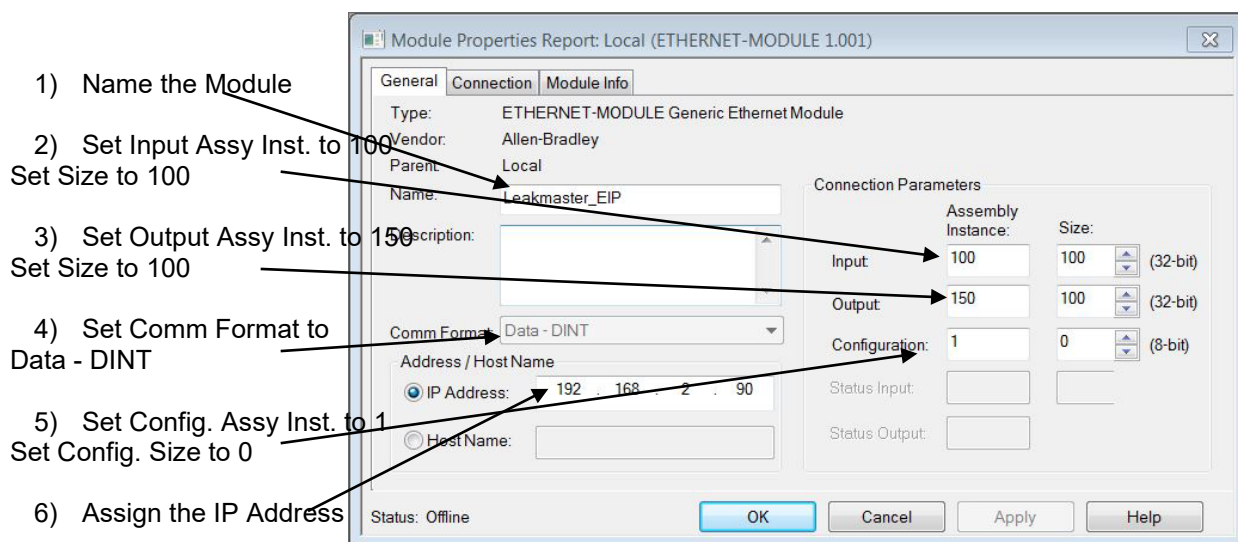 Module Properties Report: Local (ETHERNET-MODULE 1.001)
General Connection Module Info
1) Name the Module
2) Set Input Assy Inst. to 100
Set Size to 100
3) Set Output Assy Inst. to 150
Set Size to 100
4) Set Comm Format to
Data - DINT
5) Set Config. Assy Inst. to 1
Set Config. Size to 0
6) Assign the IP Address
Type: ETHERNET-MODULE Generic Ethernet Module
Vendor: Allen-Bradley
Parent: Local
Name: Leakmaster_EIP
Description:
Comm Format: Data - DINT
Address / Host Name
IP Address: 192 . 168 . 2 . 90
Host Name:
Connection Parameters
Assembly
Instance: Size:
Input: 100 100 (32-bit)
Output: 150 100 (32-bit)
Configuration: 1 0 (8-bit)
Status Input:
Status Output:
Status: Offline OK Cancel Apply Help